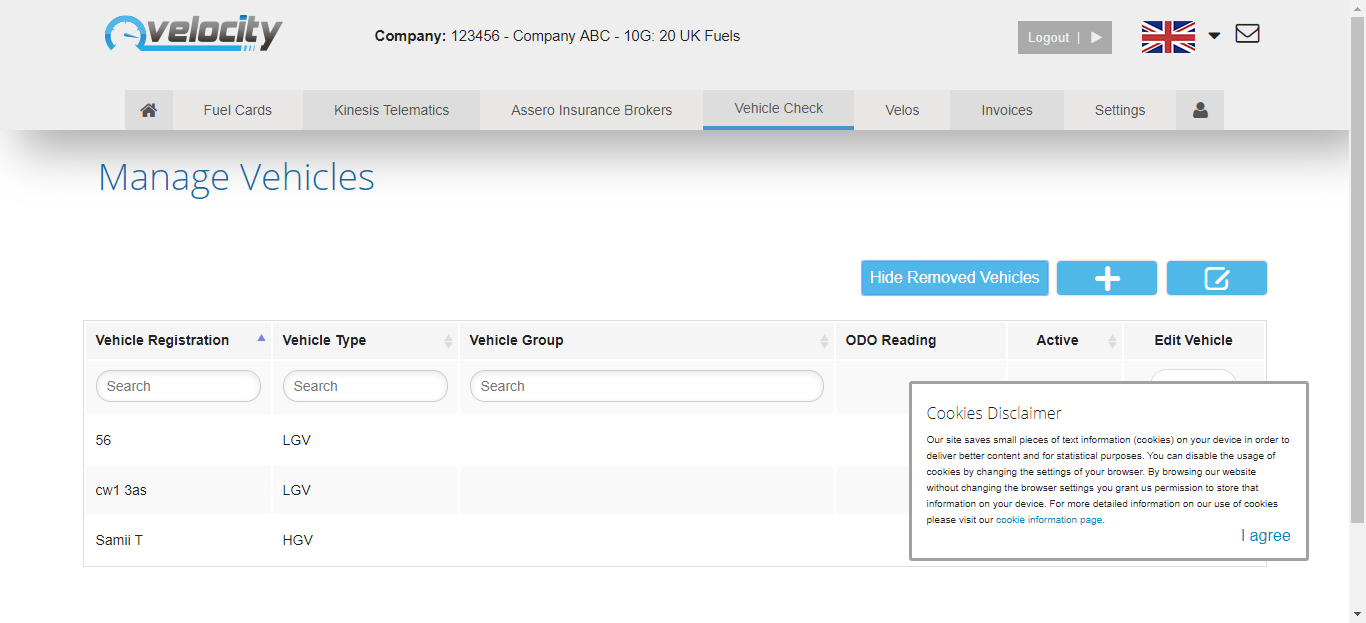 velocity
Company: 123456 - Company ABC - 10G: 20 UK Fuels
Logout |
Fuel Cards
Kinesis Telematics
Assero Insurance Brokers
Vehicle Check
Velos
Invoices
Settings
Manage Vehicles
Hide Removed Vehicles
Vehicle Registration
Vehicle Type
Vehicle Group
ODO Reading
Active
Edit Vehicle
Search
Search
Search
56
LGV
cw1 3as
LGV
Samii T
HGV
Cookies Disclaimer
Our site saves small pieces of text information (cookies) on your device in order to
deliver better content and for statistical purposes. You can disable the usage of
cookies by changing the settings of your browser. By browsing our website
without changing the browser settings you grant us permission to store that
information on your device. For more detailed information on our use of cookies
please visit our cookie information page.
I agree